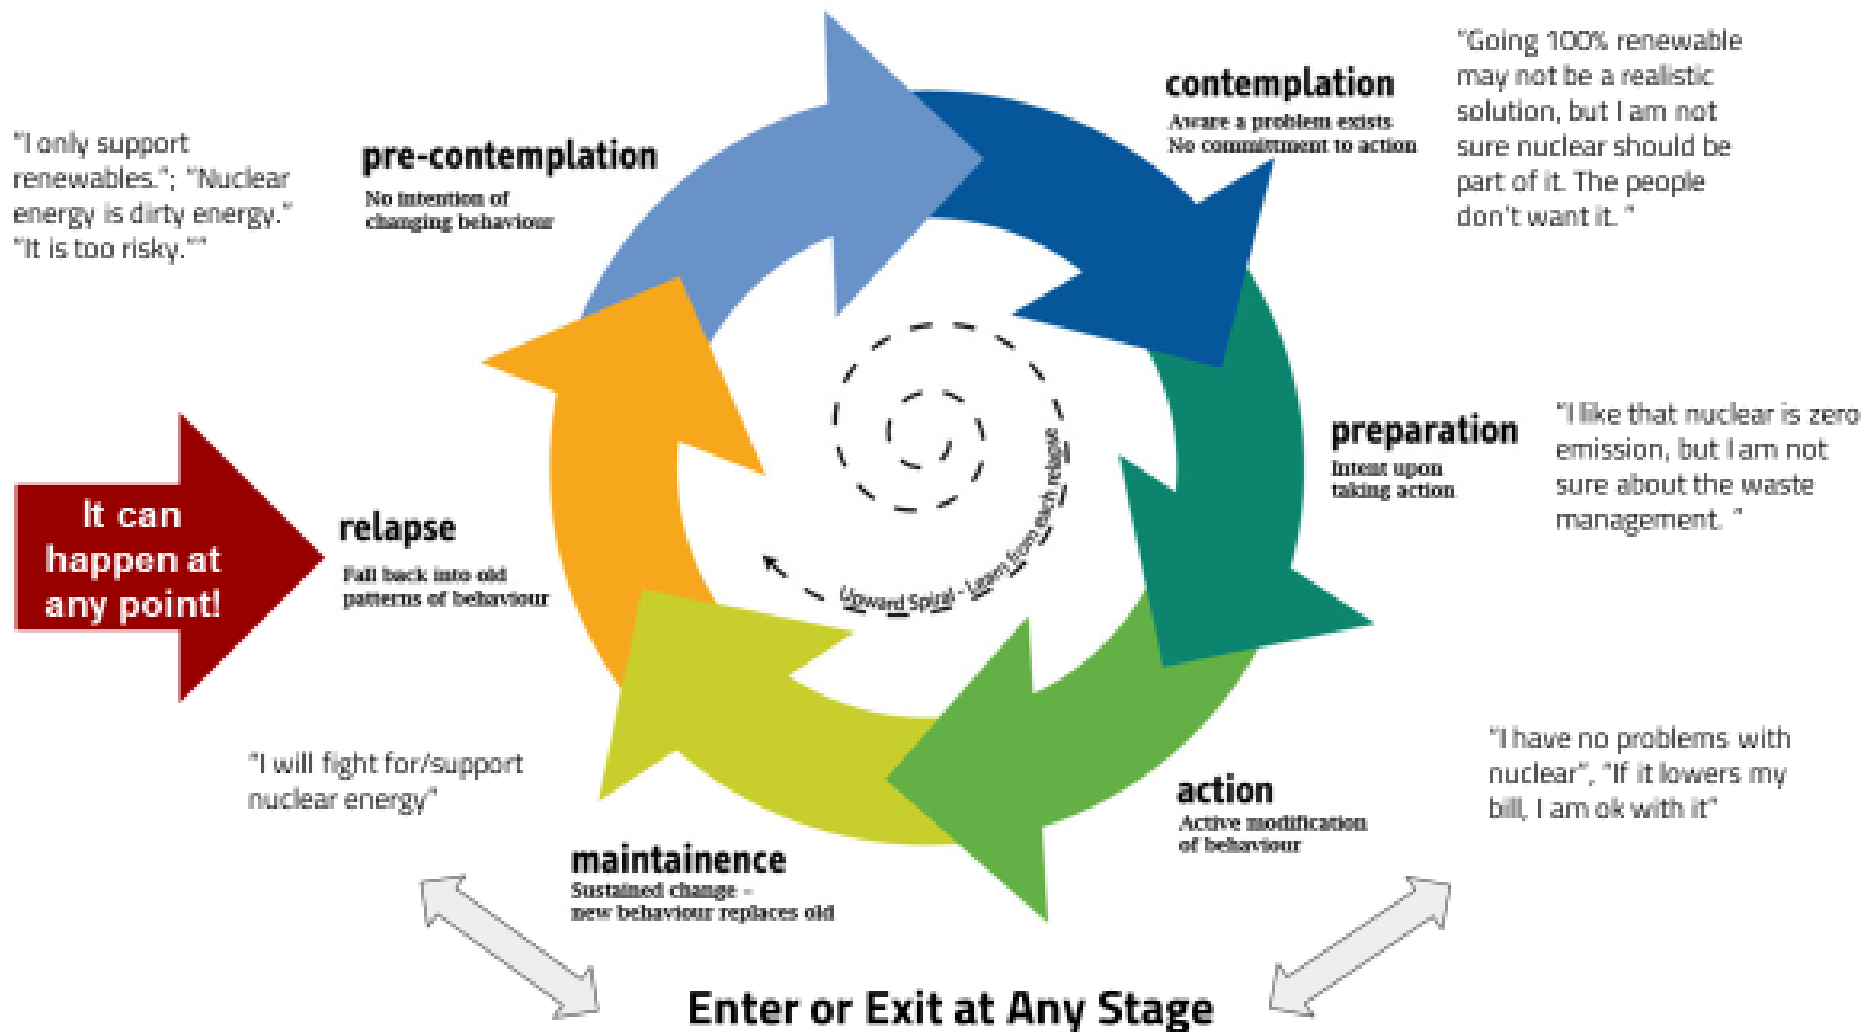 "I only support
renewables."; "Nuclear
energy is dirty energy."
"It is too risky.""
pre-contemplation
No intention of
changing behaviour
contemplation
Aware a problem exists
No committment to action
"Going 100% renewable
may not be a realistic
solution, but I am not
sure nuclear should be
part of it. The people
don't want it. "
preparation
Intent upon
taking action
"I like that nuclear is zero
emission, but I am not
sure about the waste
management. "
action
Active modification
of behaviour
"I have no problems with
nuclear", "If it lowers my
bill, I am ok with it"
maintainence
Sustained change –
new behaviour replaces old
"I will fight for/support
nuclear energy"
relapse
Fall back into old
patterns of behaviour
It can
happen at
any point!
Upward Spiral - Learn from each relapse
Enter or Exit at Any Stage